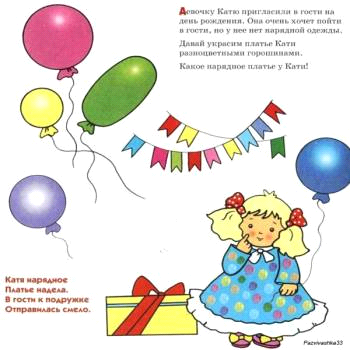 Девочку Катю пригласили в гости на
день рождения. Она очень хочет пойти
в гости, но у нее нет нарядной одежды.
Давай украсим платье Кати
разноцветными горошинами.
Какое нарядное платье у Кати!
Катя нарядное
Платье надела.
В гости к подружке
Отправилась смело.
Pazvivashka33